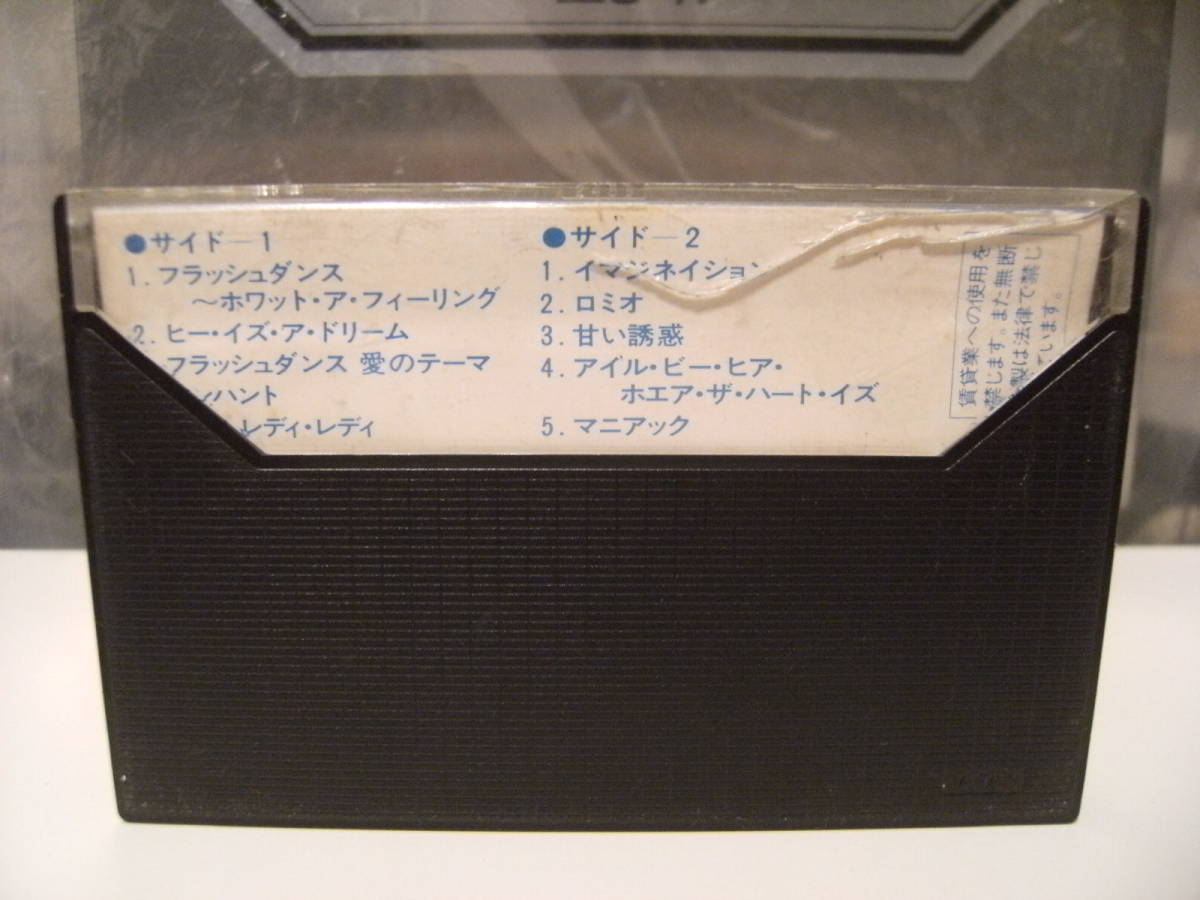 ●サイド—1
1. フラッシュダンス
〜ホワット・ア・フィーリング
2. ヒー・イズ・ア・ドリーム
フラッシュダンス 愛のテーマ
ンハント
レディ・レディ
●サイド—2
1. イマジネイション
2. ロミオ
3. 甘い誘惑
4. アイル・ビー・ヒア・
ホエア・ザ・ハート・イズ
5. マニアック
賃貸業への使用を
禁じます。また無断
製は法律で禁じ
ています。